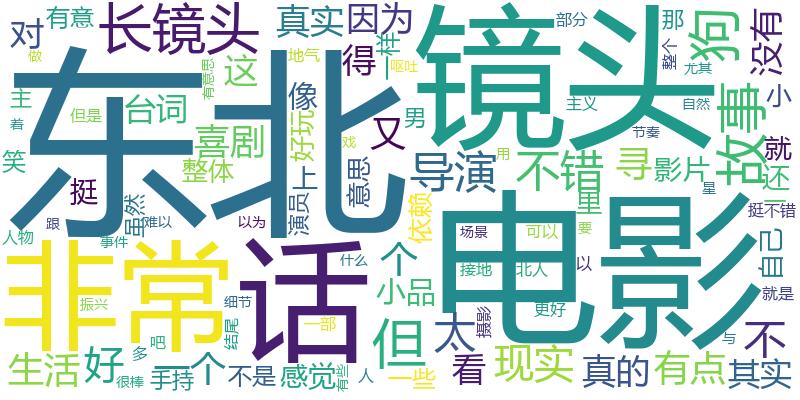 有意
长镜头
真实
因为
部分
那
狗
没有
对
得
一样
镜头
整个
尤其
做
地气
呕吐
有意思
这
像
东北
主
但是
台词
好玩
又
男
主义
自然
小
故事
着
喜剧
整体
上
意思
导演
不错
节奏
用
寻
影片
就
还
笑
挺
戏
演员
依赖
里
星
挺不错
虽然
难以
以为
跟
人物
事件
电影
场景
可以
要
自己
非常
话
什么
个
接地
北人
以
就是
小品
更好
振兴
细节
一部
但
太
摄影
与
不
结尾
生活
好
多
吧
一个
很棒
手持
不是
感觉
有些
人
一些
看
现实
真的
有点
其实